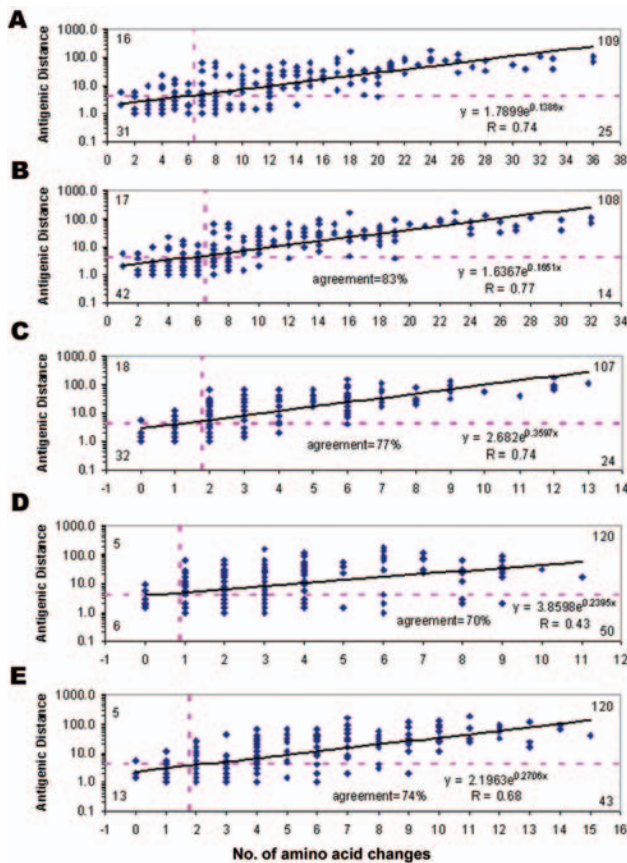 A
Antigenic Distance
1000.0
100.0
10.0
1.0
0.1
16
109
31
25
y = 1.7899e^0.1386x
R = 0.74
0 2 4 6 8 10 12 14 16 18 20 22 24 26 28 30 32 34 36 38
B
Antigenic Distance
1000.0
100.0
10.0
1.0
0.1
17
108
42
14
agreement=83%
y = 1.6367e^0.1651x
R = 0.77
0 2 4 6 8 10 12 14 16 18 20 22 24 26 28 30 32 34
C
Antigenic Distance
1000.0
100.0
10.0
1.0
0.1
18
107
32
24
agreement=77%
y = 2.682e^0.3597x
R = 0.74
-1 0 1 2 3 4 5 6 7 8 9 10 11 12 13 14
D
Antigenic Distance
1000.0
100.0
10.0
1.0
0.1
5
120
6
50
agreement=70%
y = 3.8598e^0.2395x
R = 0.43
-1 0 1 2 3 4 5 6 7 8 9 10 11 12
E
Antigenic Distance
1000.0
100.0
10.0
1.0
0.1
5
120
13
43
agreement=74%
y = 2.1963e^0.2706x
R = 0.68
-1 0 1 2 3 4 5 6 7 8 9 10 11 12 13 14 15 16
No. of amino acid changes